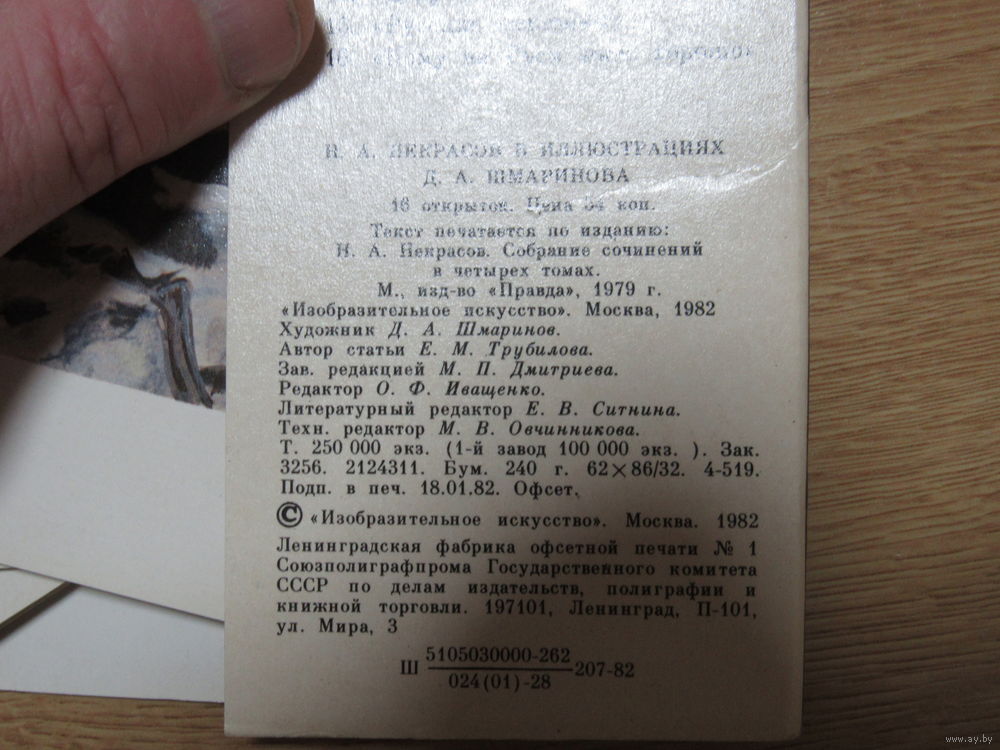 Н. А. НЕКРАСОВ В ИЛЛЮСТРАЦИЯХ
Д. А. ШМАРИНОВА
16 открыток. Цена 54 коп.
Текст печатается по изданию:
Н. А. Некрасов. Собрание сочинений
в четырех томах.
М., изд-во «Правда», 1979 г.
«Изобразительное искусство». Москва, 1982
Художник Д. А. Шмаринов.
Автор статьи Е. М. Трубилова.
Зав. редакцией М. П. Дмитриева.
Редактор О. Ф. Иващенко.
Литературный редактор Е. В. Ситнина.
Техн. редактор М. В. Овчинникова.
Т. 250 000 экз. (1-й завод 100 000 экз. ). Зак.
3256. 2124311. Бум. 240 г. 62×86/32. 4-519.
Подп. в печ. 18.01.82. Офсет.
© «Изобразительное искусство». Москва. 1982
Ленинградская фабрика офсетной печати № 1
Союзполиграфпрома Государственного комитета
СССР по делам издательств, полиграфии и
книжной торговли. 197101, Ленинград, П-101,
ул. Мира, 3
Ш 5105030000-262 207-82
024(01)-28
www.ay.by